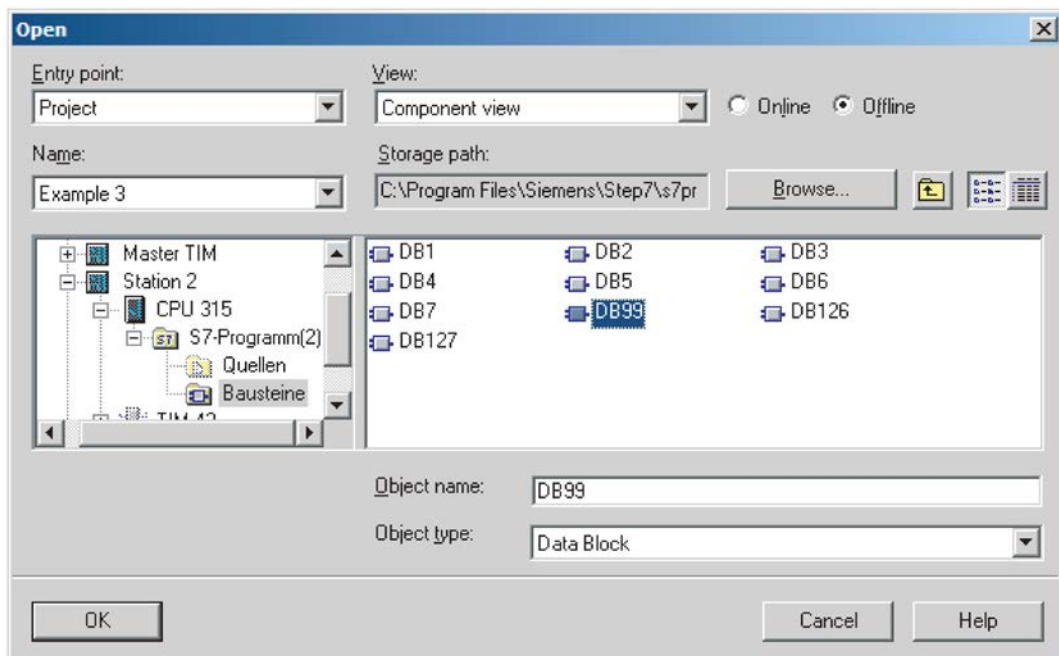 Open
Entry point:
View:
Project
Component view
Online
Offline
Name:
Storage path:
Example 3
C:\Program Files\Siemens\Step7\s7pr
Browse...
Master TIM
Station 2
CPU 315
S7-Programm(2)
Quellen
Bausteine
DB1 DB2 DB3
DB4 DB5 DB6
DB7 DB99 DB126
DB127
Object name:
DB99
Object type:
Data Block
OK
Cancel
Help